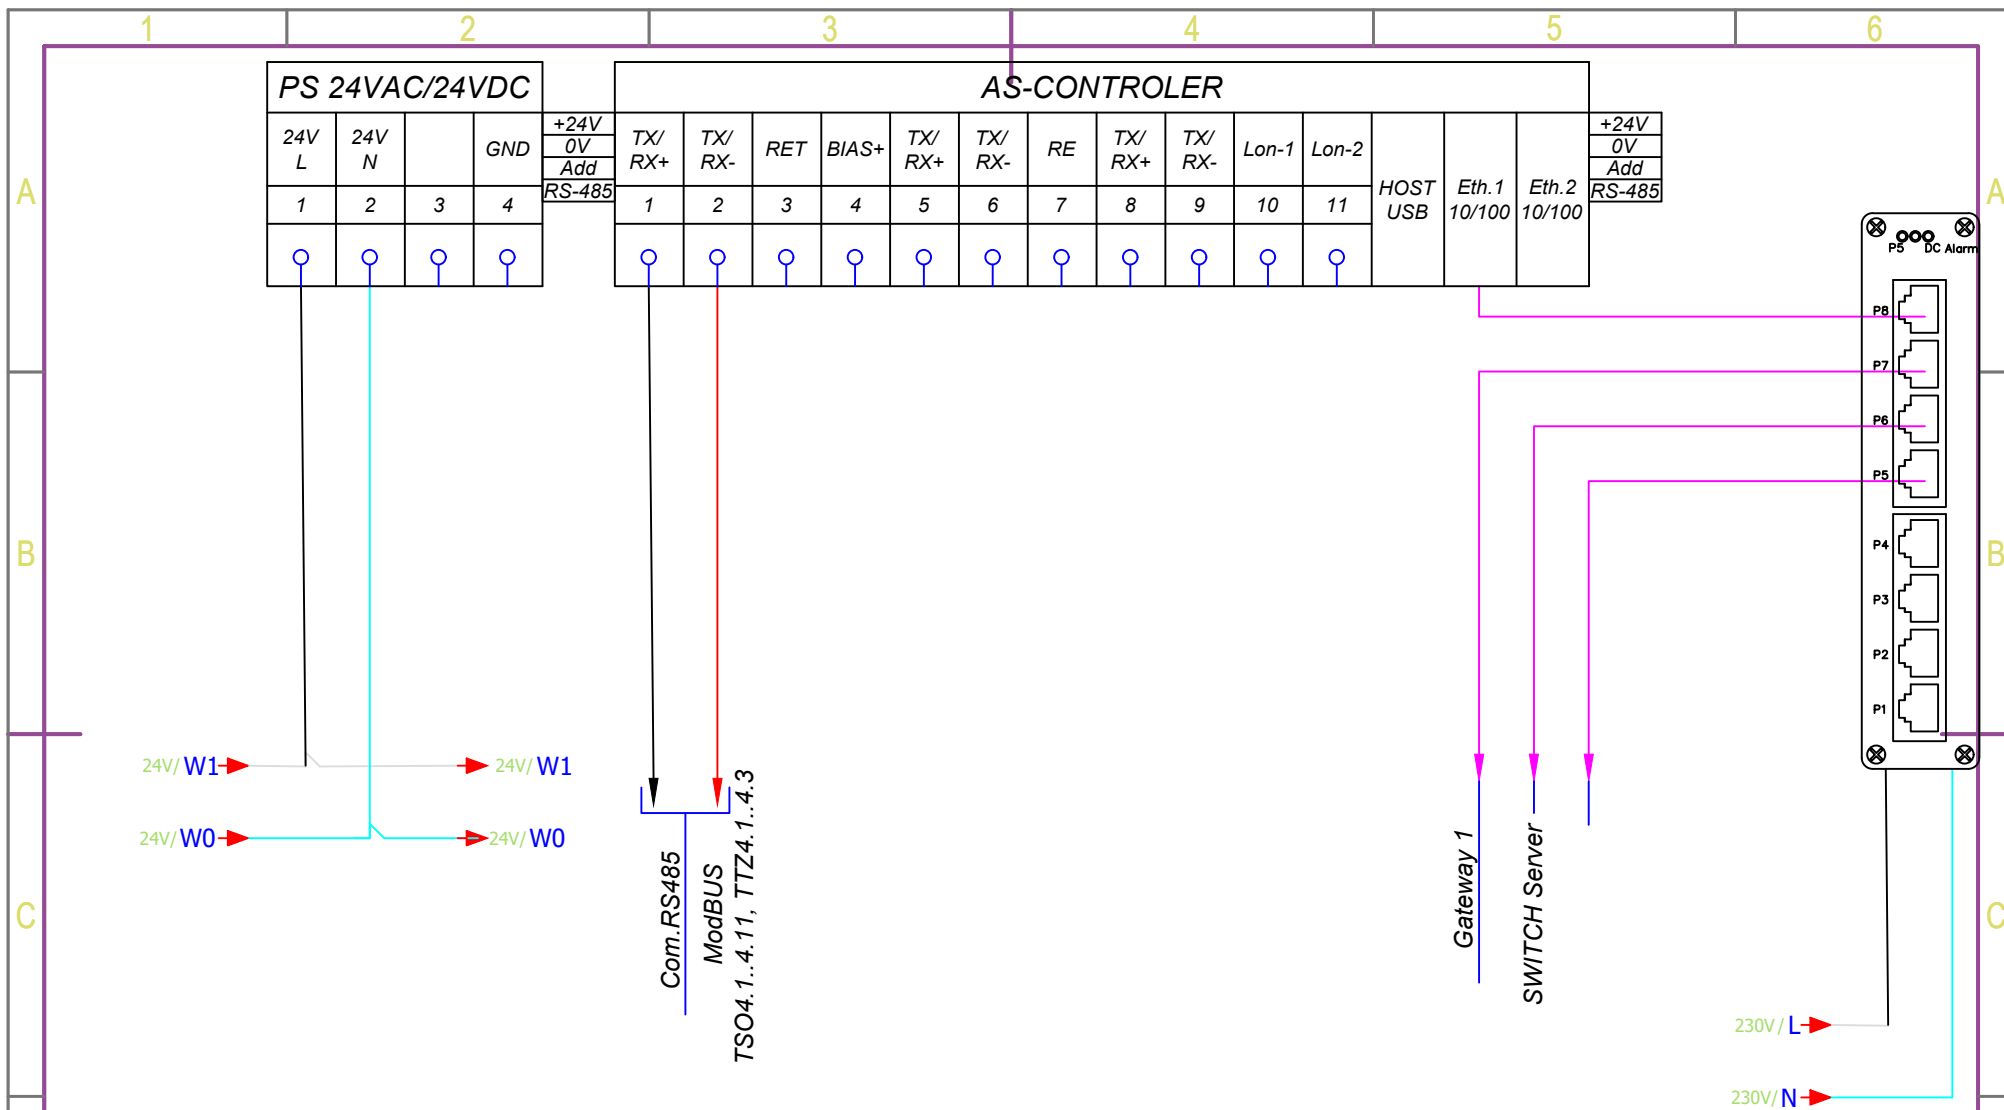 1 2 3 4 5 6
PS 24VAC/24VDC
24V L
24V N
GND
1 2 3 4
+24V
0V
Add
RS-485
AS-CONTROLER
TX/ RX+
TX/ RX-
RET
BIAS+
TX/ RX+
TX/ RX-
RE
TX/ RX+
TX/ RX-
Lon-1
Lon-2
1 2 3 4 5 6 7 8 9 10 11
HOST USB
Eth.1 10/100
Eth.2 10/100
+24V
0V
Add
RS-485
A A
P5 DC Alarm
P8
P7
P6
P5
P4
P3
P2
P1
B B
24V/ W1
24V/ W1
24V/ W0
24V/ W0
Com.RS485
ModBUS
TSO4.1..4.11, TTZ4.1..4.3
Gateway 1
SWITCH Server
C C
230V/ L
230V/ N